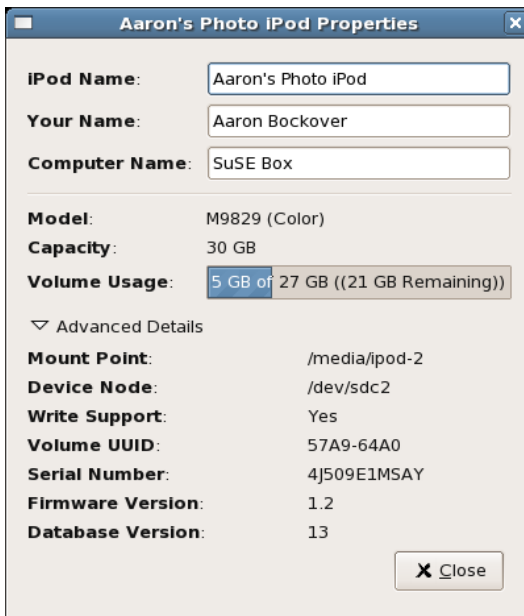 Aaron's Photo iPod Properties
iPod Name: Aaron's Photo iPod
Your Name: Aaron Bockover
Computer Name: SuSE Box
Model: M9829 (Color)
Capacity: 30 GB
Volume Usage: 5 GB of 27 GB ((21 GB Remaining))
Advanced Details
Mount Point: /media/ipod-2
Device Node: /dev/sdc2
Write Support: Yes
Volume UUID: 57A9-64A0
Serial Number: 4J509E1MSAY
Firmware Version: 1.2
Database Version: 13
Close